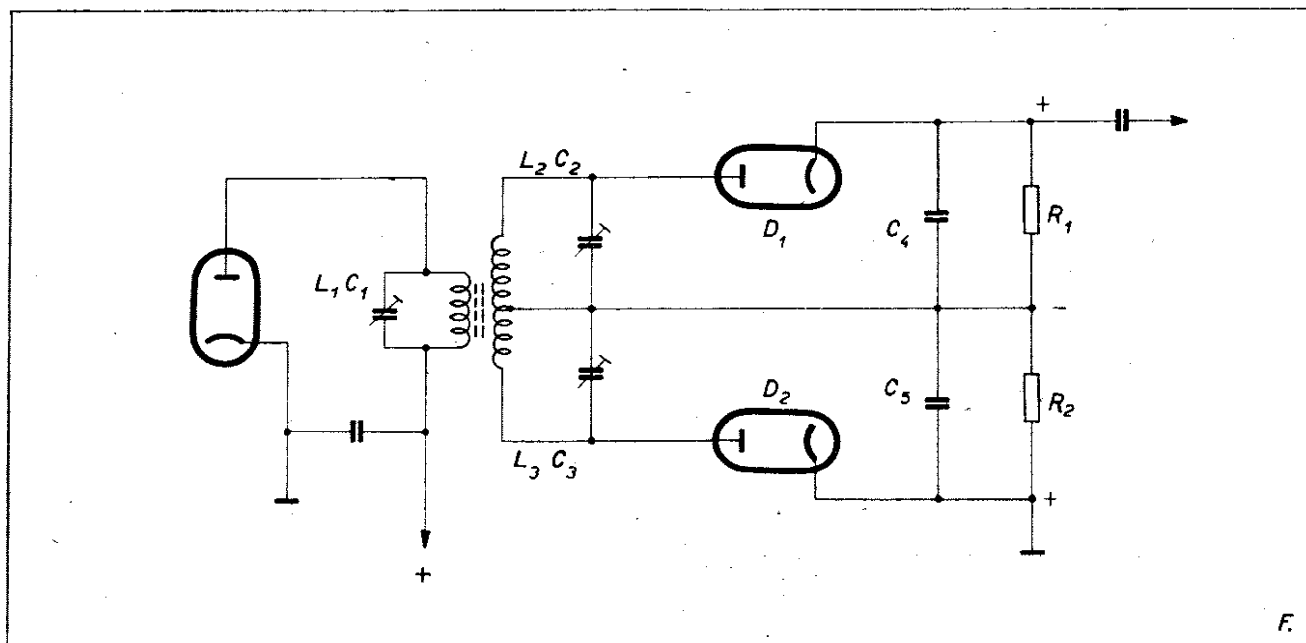 +
L₂ C₂
D₁
C₄
R₁
L₁ C₁
−
D₂
C₅
R₂
L₃ C₃
+
+
F.